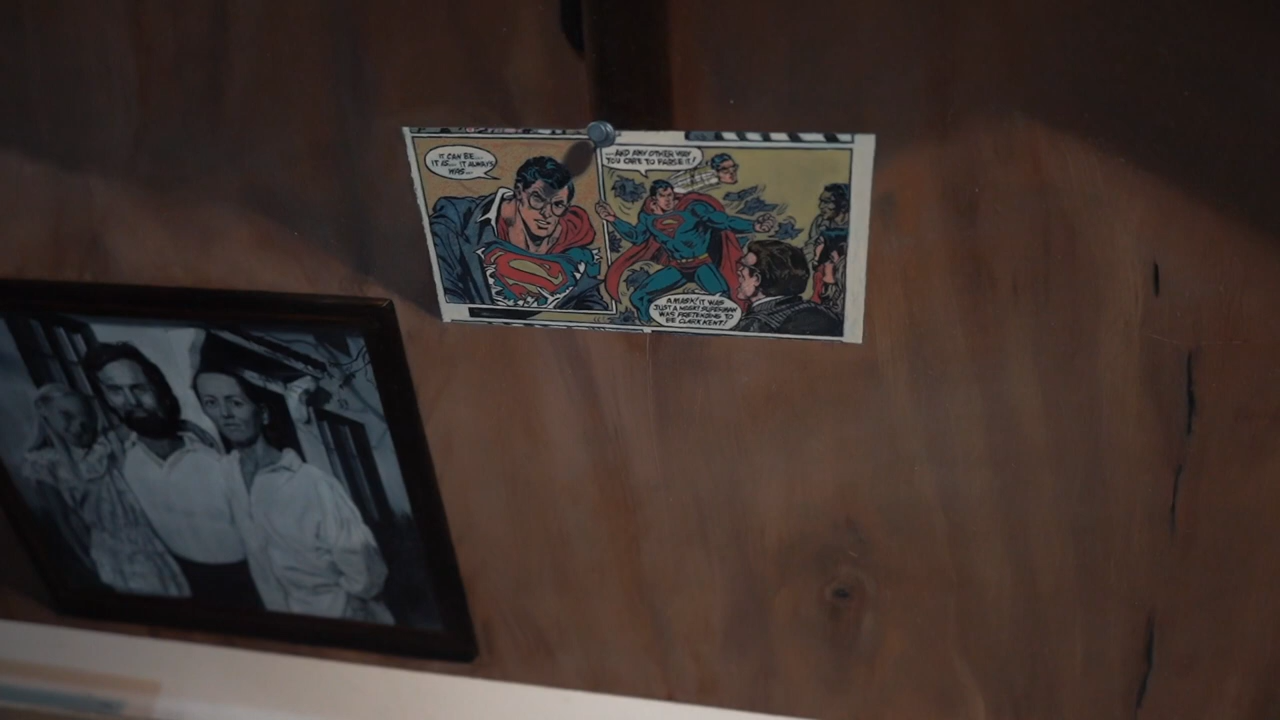 IT CAN BE...
IT IS... IT ALWAYS
WAS...
...AND ANY OTHER WAY
YOU CARE TO PARSE IT!
A MASK! IT WAS
JUST A MASK! SUPERMAN
WAS PRETENDING TO
BE CLARK KENT!